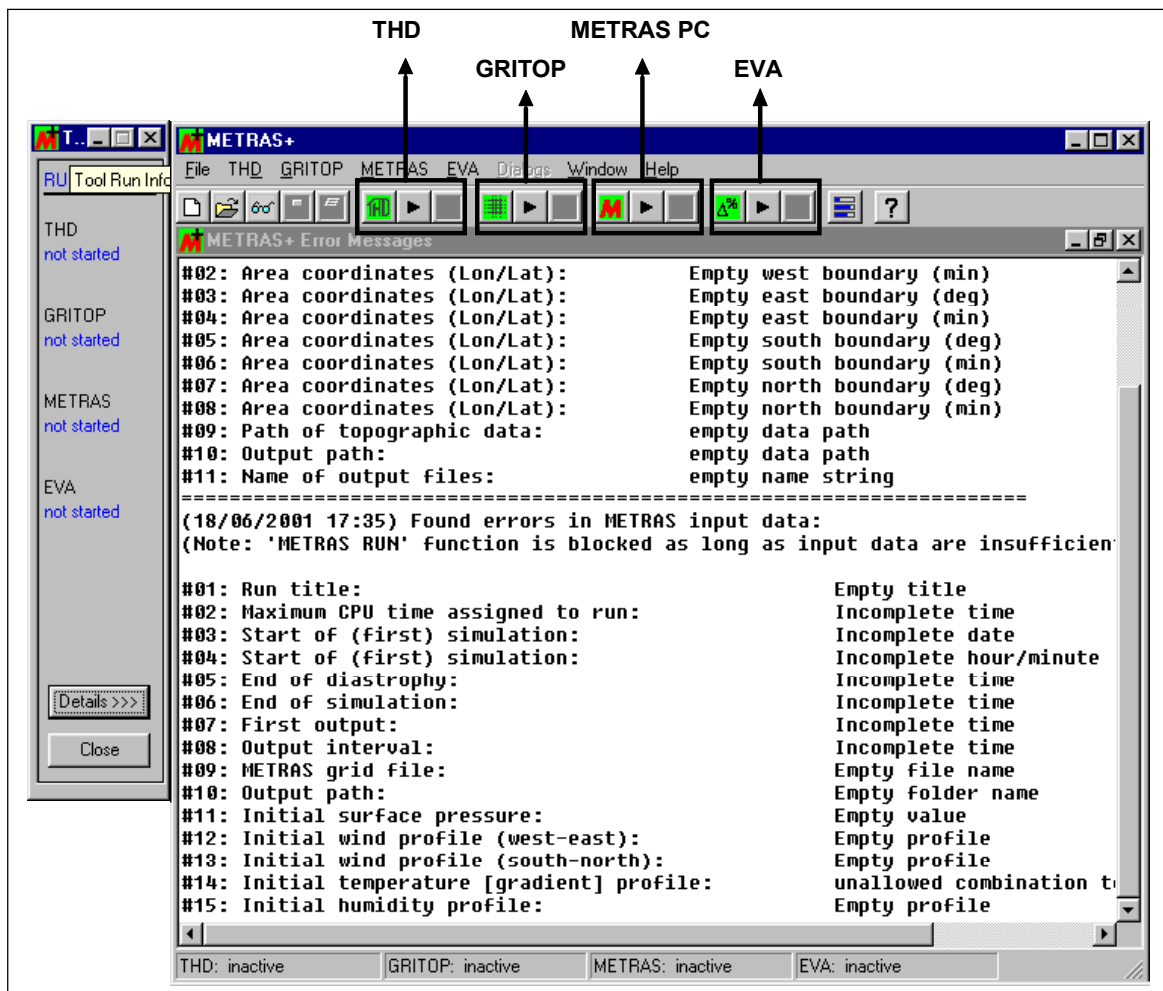 THD METRAS PC
GRITOP EVA
T..
RU Tool Run Info
THD
not started
GRITOP
not started
METRAS
not started
EVA
not started
Details >>>
Close
METRAS+
File THD GRITOP METRAS EVA Dialogs Window Help
THD M Δ% ?
METRAS+ Error Messages
#02: Area coordinates (Lon/Lat): Empty west boundary (min)
#03: Area coordinates (Lon/Lat): Empty east boundary (deg)
#04: Area coordinates (Lon/Lat): Empty east boundary (min)
#05: Area coordinates (Lon/Lat): Empty south boundary (deg)
#06: Area coordinates (Lon/Lat): Empty south boundary (min)
#07: Area coordinates (Lon/Lat): Empty north boundary (deg)
#08: Area coordinates (Lon/Lat): Empty north boundary (min)
#09: Path of topographic data: empty data path
#10: Output path: empty data path
#11: Name of output files: empty name string
======================================================================
(18/06/2001 17:35) Found errors in METRAS input data:
(Note: 'METRAS RUN' function is blocked as long as input data are insufficien
#01: Run title: Empty title
#02: Maximum CPU time assigned to run: Incomplete time
#03: Start of (first) simulation: Incomplete date
#04: Start of (first) simulation: Incomplete hour/minute
#05: End of diastrophy: Incomplete time
#06: End of simulation: Incomplete time
#07: First output: Incomplete time
#08: Output interval: Incomplete time
#09: METRAS grid file: Empty file name
#10: Output path: Empty folder name
#11: Initial surface pressure: Empty value
#12: Initial wind profile (west-east): Empty profile
#13: Initial wind profile (south-north): Empty profile
#14: Initial temperature [gradient] profile: unallowed combination t
#15: Initial humidity profile: Empty profile
THD: inactive GRITOP: inactive METRAS: inactive EVA: inactive